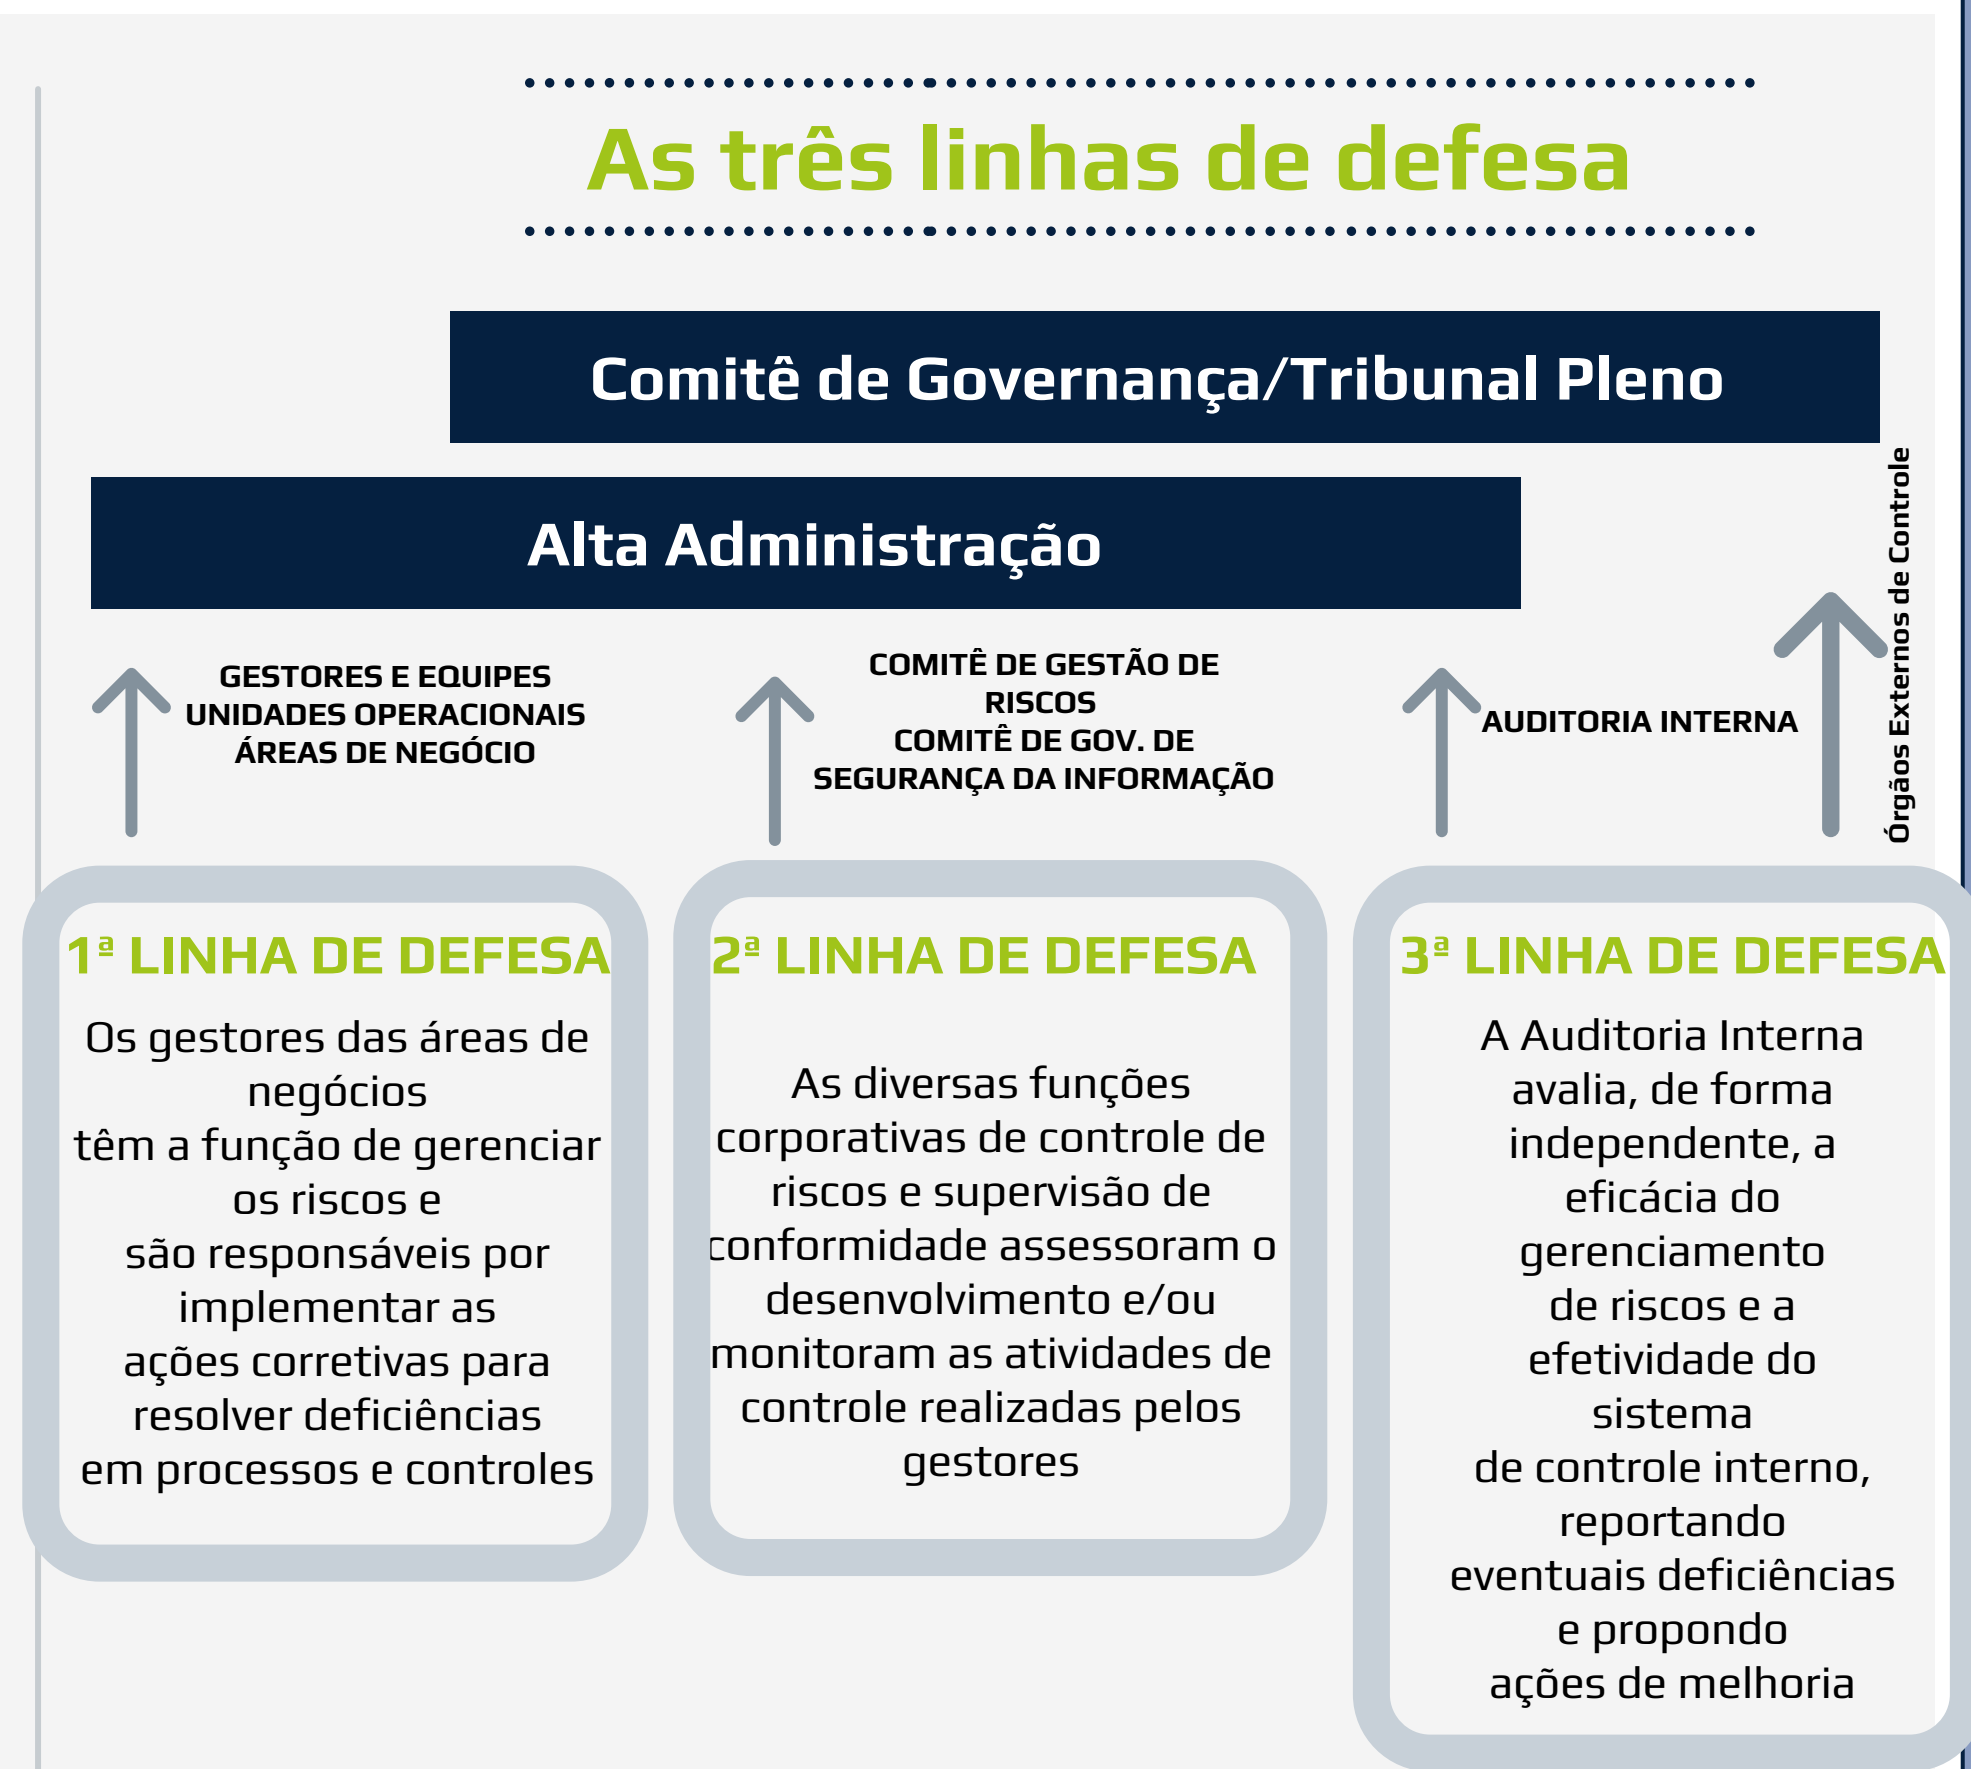 As três linhas de defesa
Comitê de Governança/Tribunal Pleno
Alta Administração
GESTORES E EQUIPES
UNIDADES OPERACIONAIS
ÁREAS DE NEGÓCIO
COMITÊ DE GESTÃO DE
RISCOS
COMITÊ DE GOV. DE
SEGURANÇA DA INFORMAÇÃO
AUDITORIA INTERNA
Órgãos Externos de Controle
1ª LINHA DE DEFESA
Os gestores das áreas de
negócios
têm a função de gerenciar
os riscos e
são responsáveis por
implementar as
ações corretivas para
resolver deficiências
em processos e controles
2ª LINHA DE DEFESA
As diversas funções
corporativas de controle de
riscos e supervisão de
conformidade assessoram o
desenvolvimento e/ou
monitoram as atividades de
controle realizadas pelos
gestores
3ª LINHA DE DEFESA
A Auditoria Interna
avalia, de forma
independente, a
eficácia do
gerenciamento
de riscos e a
efetividade do
sistema
de controle interno,
reportando
eventuais deficiências
e propondo
ações de melhoria